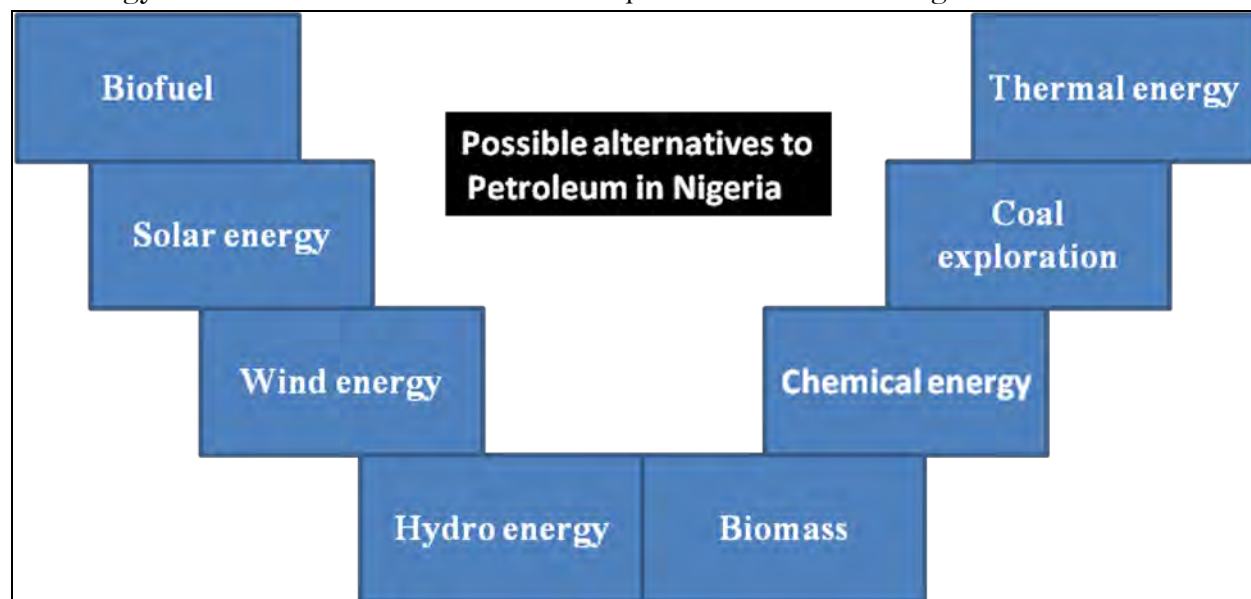 Biofuel
Thermal energy
Possible alternatives to
Petroleum in Nigeria
Solar energy
Coal
exploration
Wind energy
Chemical energy
Hydro energy
Biomass